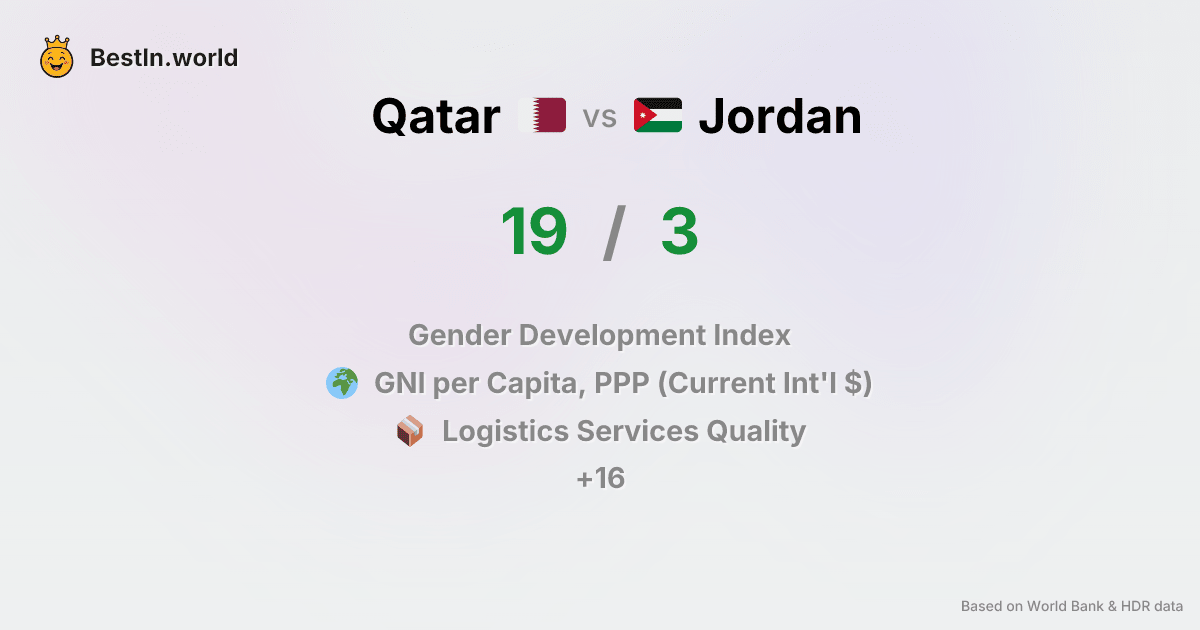 BestIn.world
Qatar vs Jordan
19 / 3
Gender Development Index
GNI per Capita, PPP (Current Int'l $)
Logistics Services Quality
+16
Based on World Bank & HDR data